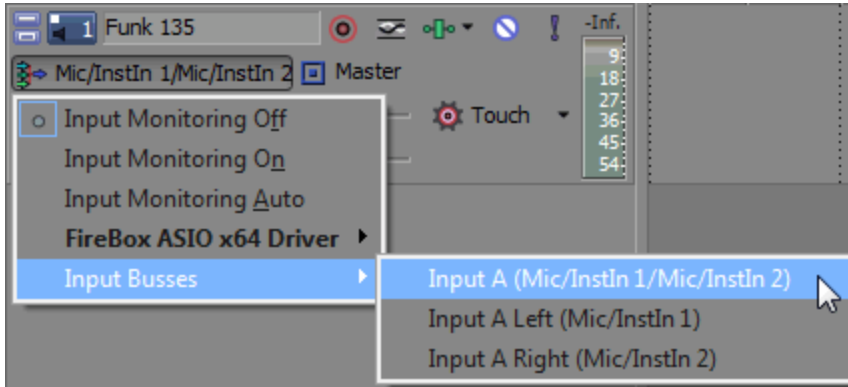 1 Funk 135 -Inf.
9
Mic/InstIn 1/Mic/InstIn 2 Master 18
27
Input Monitoring Off Touch 36
45
Input Monitoring On 54
Input Monitoring Auto
FireBox ASIO x64 Driver
Input Busses Input A (Mic/InstIn 1/Mic/InstIn 2)
Input A Left (Mic/InstIn 1)
Input A Right (Mic/InstIn 2)